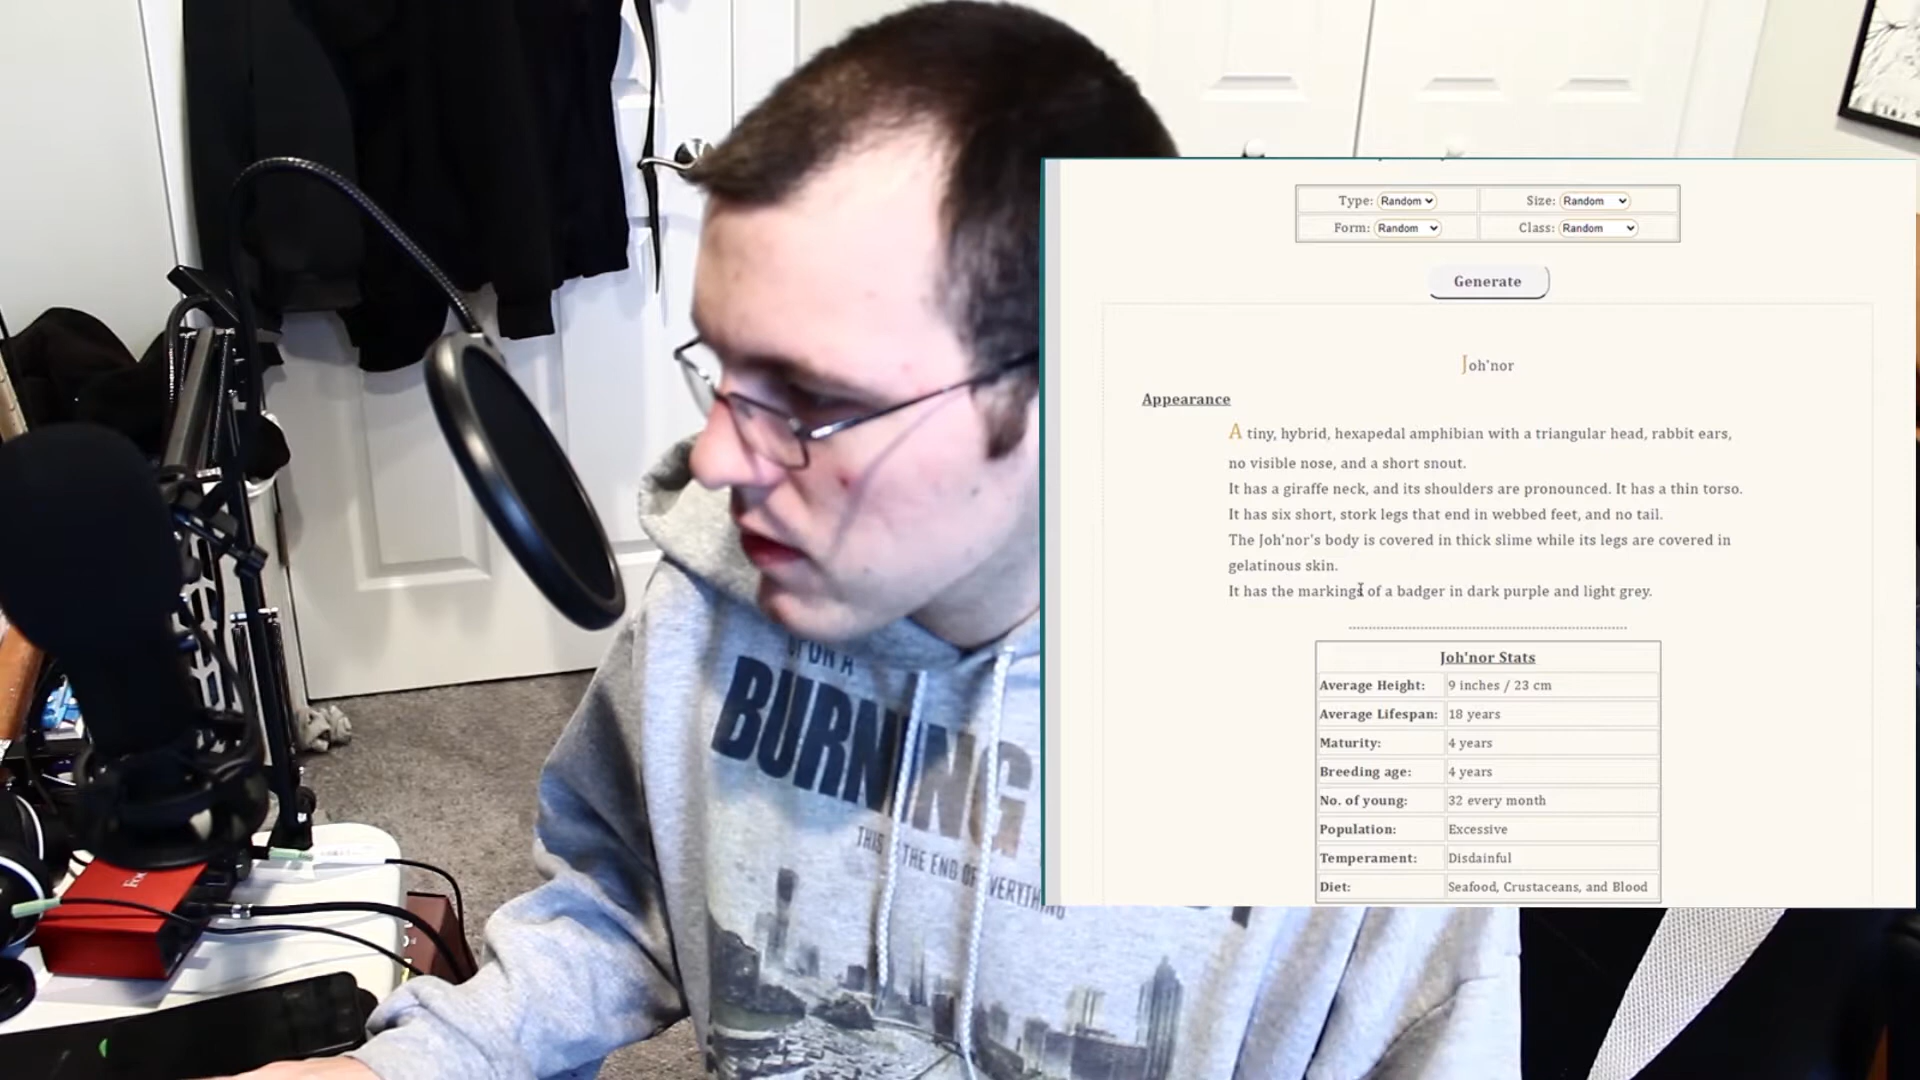 Type: Random Size: Random
Form: Random Class: Random
Generate
Joh'nor
Appearance
A tiny, hybrid, hexapedal amphibian with a triangular head, rabbit ears,
no visible nose, and a short snout.
It has a giraffe neck, and its shoulders are pronounced. It has a thin torso.
It has six short, stork legs that end in webbed feet, and no tail.
The Joh'nor's body is covered in thick slime while its legs are covered in
gelatinous skin.
It has the markings of a badger in dark purple and light grey.
Joh'nor Stats
Average Height: 9 inches / 23 cm
Average Lifespan: 18 years
Maturity: 4 years
Breeding age: 4 years
No. of young: 32 every month
Population: Excessive
Temperament: Disdainful
Diet: Seafood, Crustaceans, and Blood
UPON A
BURNING
THIS THE END OF EVERYTHING